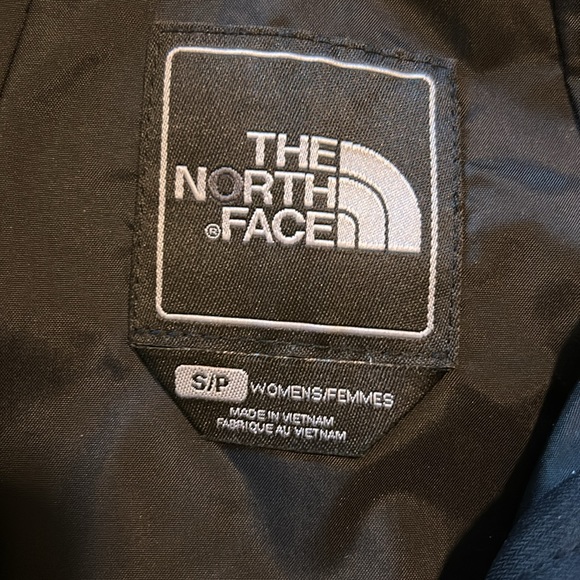 THE
NORTH
®FACE
S/P WOMENS/FEMMES
MADE IN VIETNAM
FABRIQUE AU VIETNAM